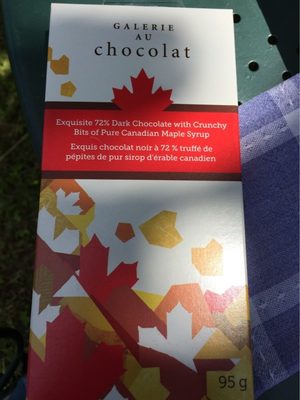 GALERIE
AU
chocolat
Exquisite 72% Dark Chocolate with Crunchy
Bits of Pure Canadian Maple Syrup
Exquis chocolat noir à 72 % truffé de
pépites de pur sirop d'érable canadien
95 g